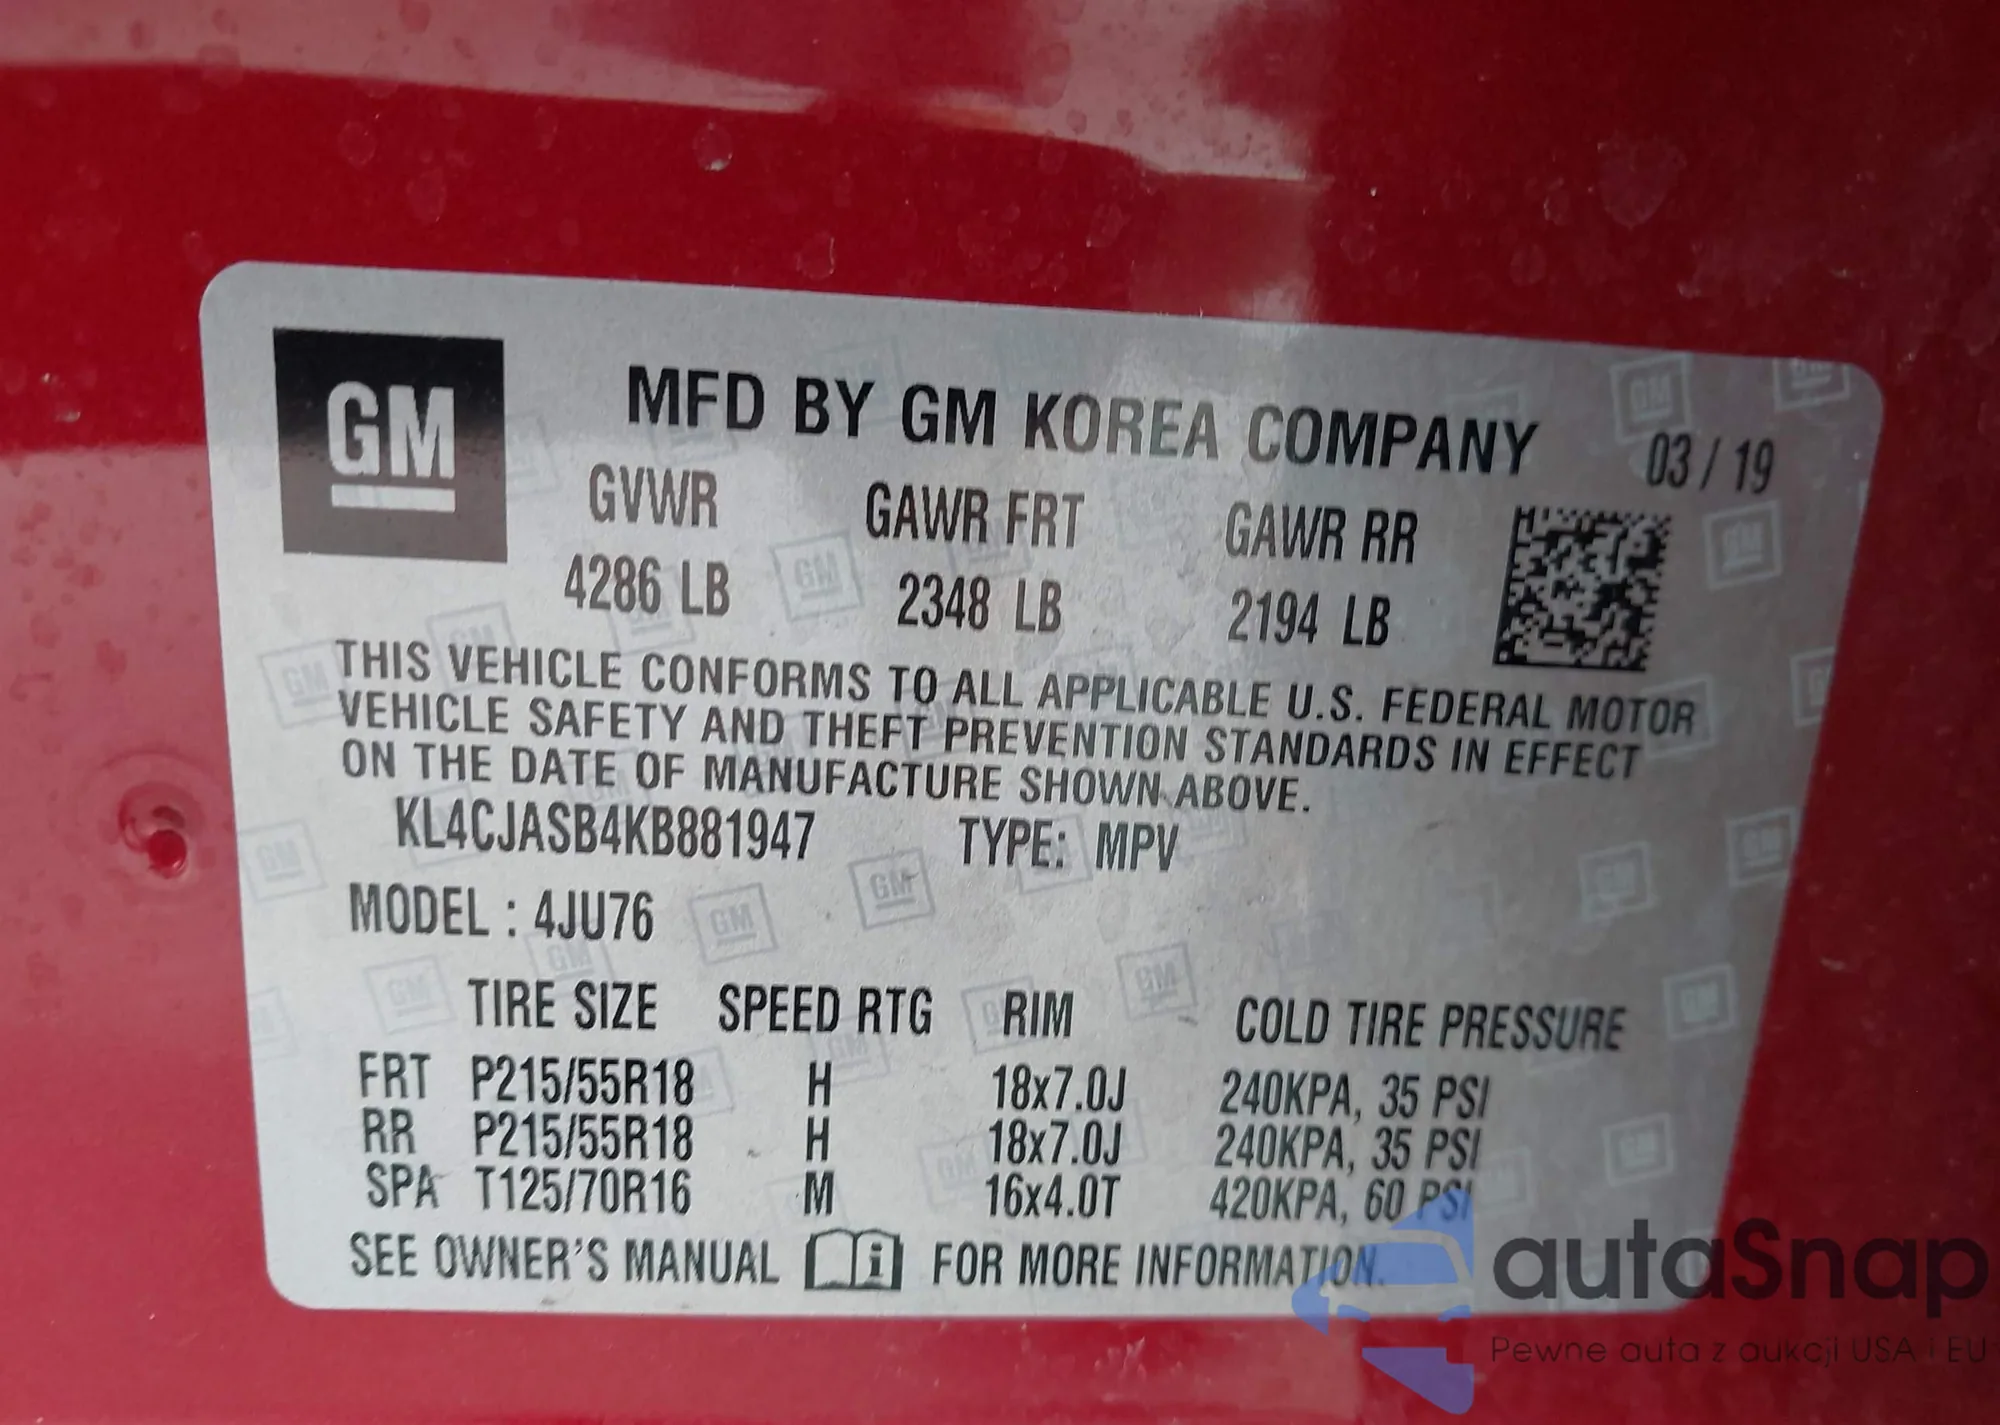 GM
MFD BY GM KOREA COMPANY 03 / 19
GVWR GAWR FRT GAWR RR
4286 LB 2348 LB 2194 LB
THIS VEHICLE CONFORMS TO ALL APPLICABLE U.S. FEDERAL MOTOR
VEHICLE SAFETY AND THEFT PREVENTION STANDARDS IN EFFECT
ON THE DATE OF MANUFACTURE SHOWN ABOVE.
KL4CJASB4KB881947 TYPE: MPV
MODEL : 4JU76
TIRE SIZE SPEED RTG RIM COLD TIRE PRESSURE
FRT P215/55R18 H 18x7.0J 240KPA, 35 PSI
RR P215/55R18 H 18x7.0J 240KPA, 35 PSI
SPA T125/70R16 M 16x4.0T 420KPA, 60 PSI
SEE OWNER'S MANUAL i FOR MORE INFORMATION.
autaSnap
Pewne auta z aukcji USA i EU